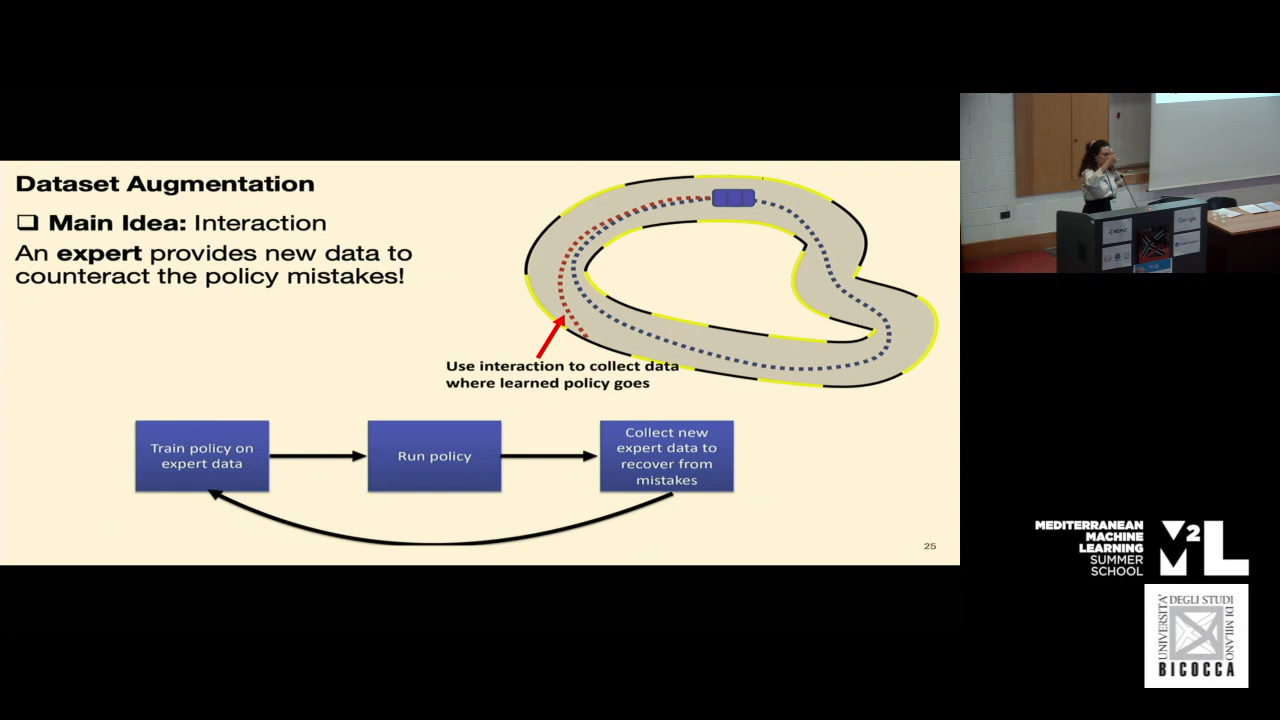 Dataset Augmentation
❑ Main Idea: Interaction
An expert provides new data to
counteract the policy mistakes!
Use interaction to collect data
where learned policy goes
Train policy on
expert data
Run policy
Collect new
expert data to
recover from
mistakes
25
Google
MEDITERRANEAN
MACHINE
LEARNING
SUMMER
SCHOOL
M2L
UNIVERSITÀ
DEGLI STUDI
DI MILANO
BICOCCA